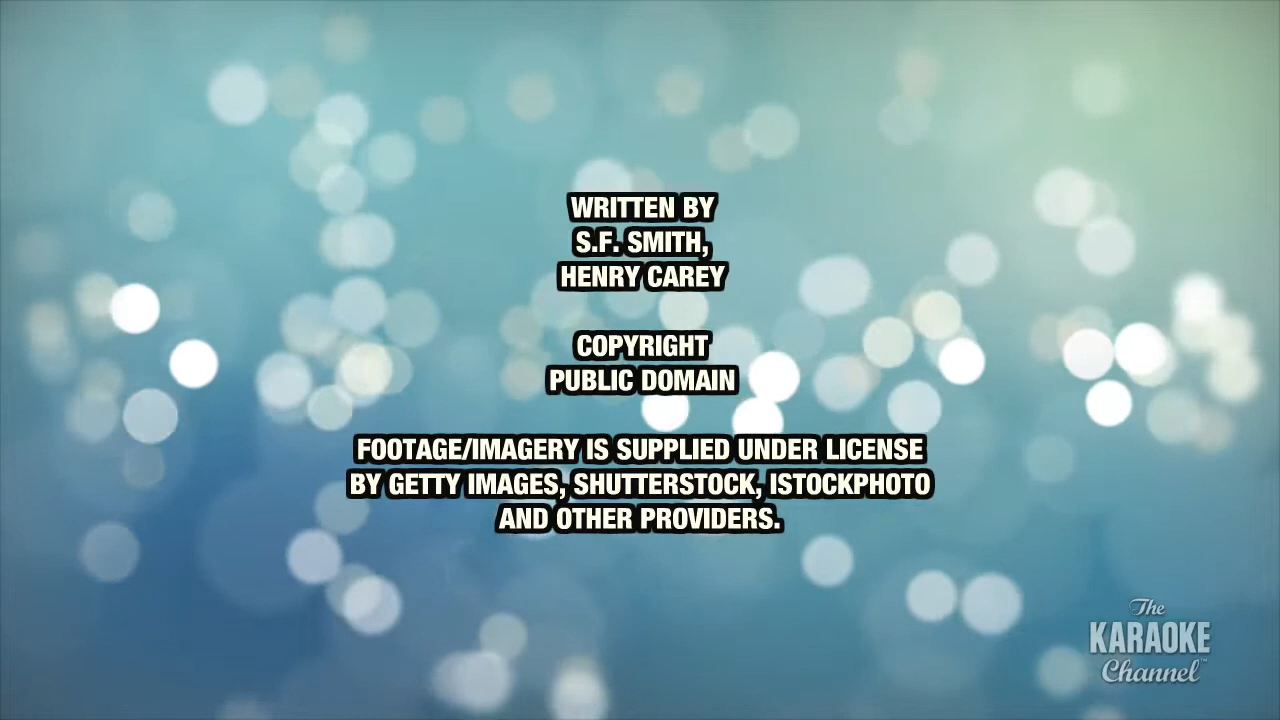 WRITTEN BY
S.F. SMITH,
HENRY CAREY
COPYRIGHT
PUBLIC DOMAIN
FOOTAGE/IMAGERY IS SUPPLIED UNDER LICENSE
BY GETTY IMAGES, SHUTTERSTOCK, ISTOCKPHOTO
AND OTHER PROVIDERS.
The
KARAOKE
Channel™